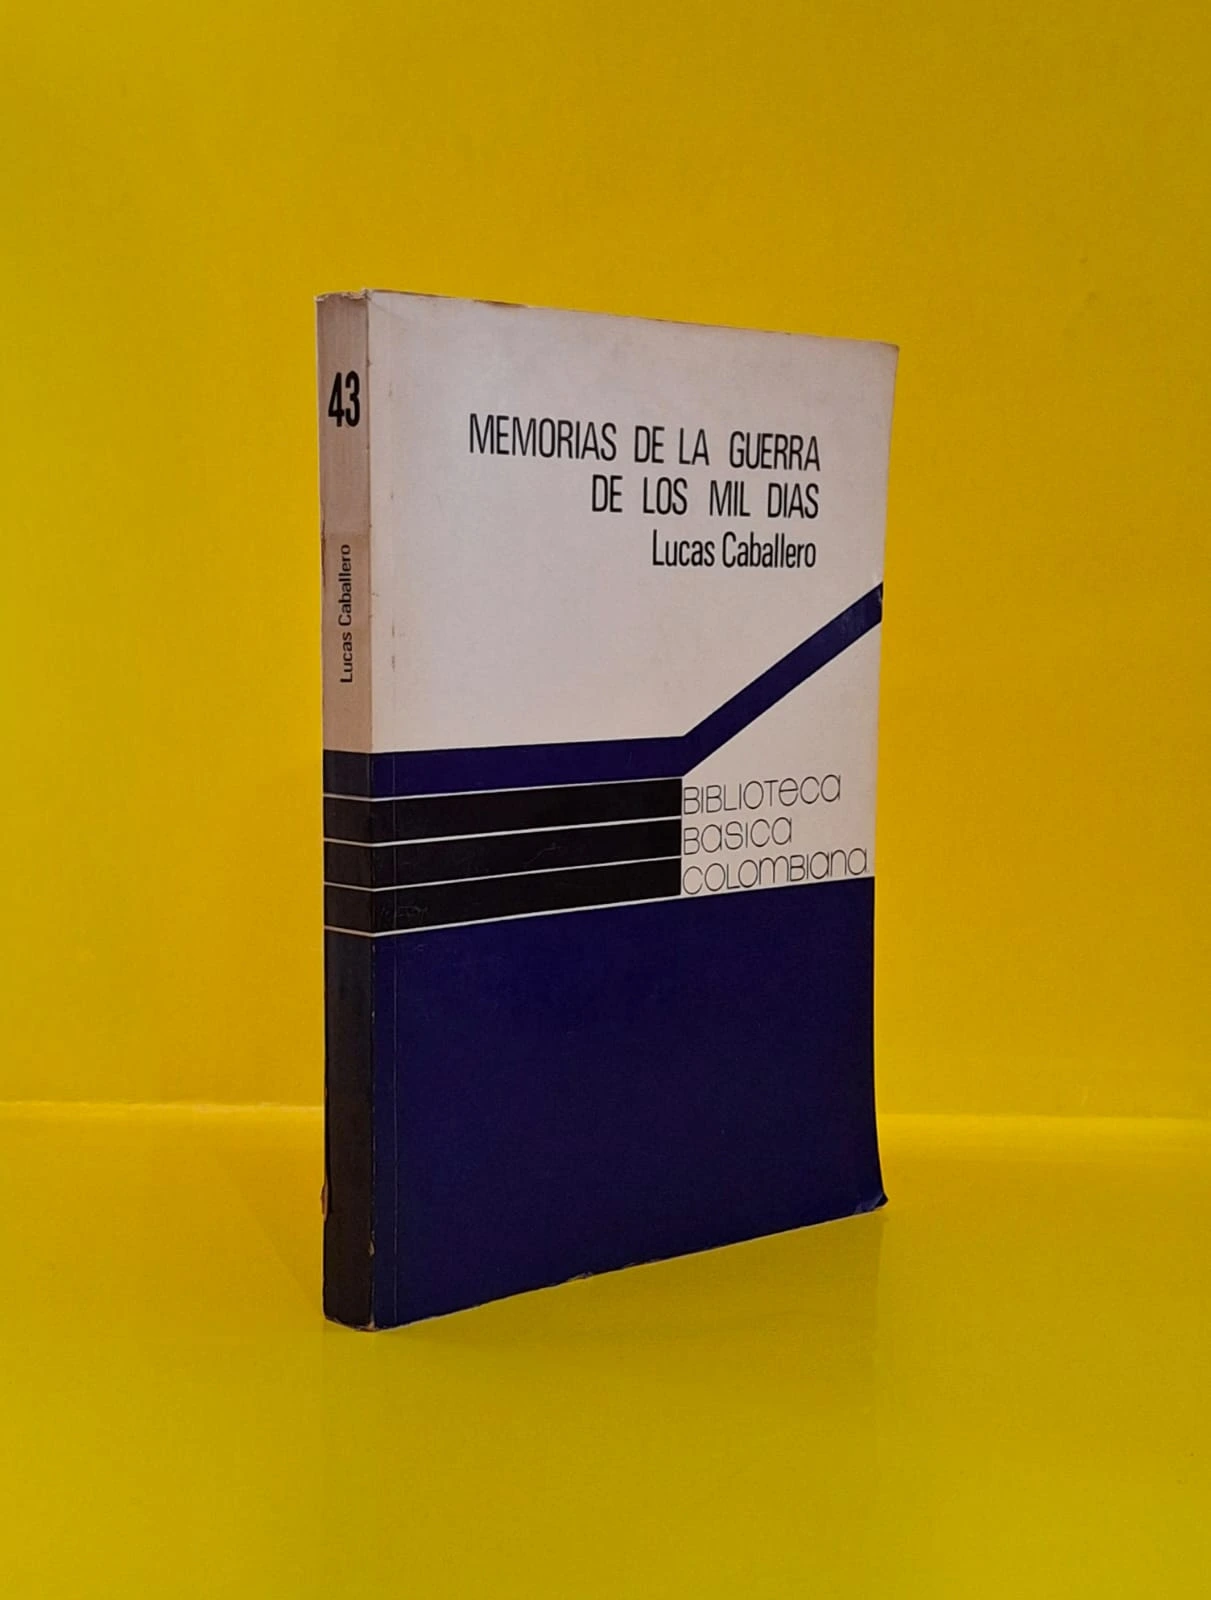 43
Lucas Caballero
MEMORIAS DE LA GUERRA
DE LOS MIL DIAS
Lucas Caballero
BIBLIOTeca
Basica
COLOmBIana